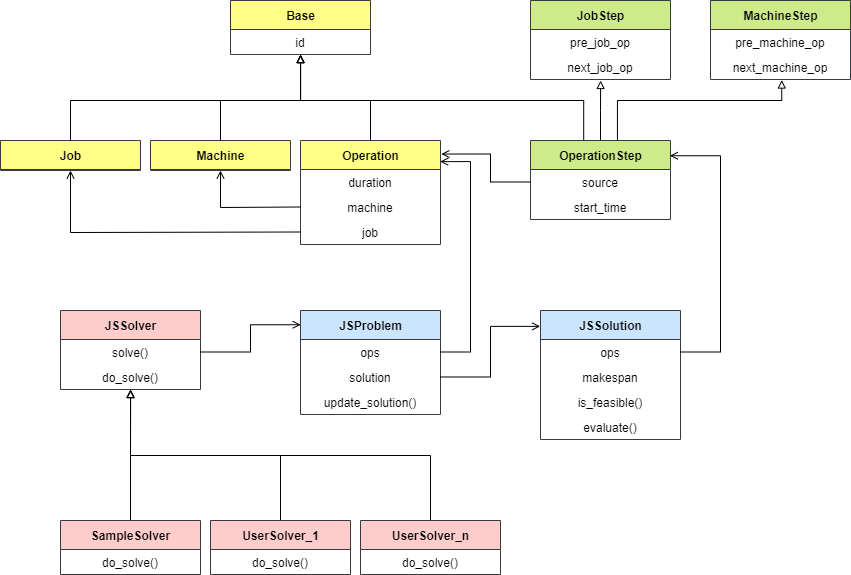 Base
id
JobStep
pre_job_op
next_job_op
MachineStep
pre_machine_op
next_machine_op
Job
Machine
Operation
duration
machine
job
OperationStep
source
start_time
JSSolver
solve()
do_solve()
JSProblem
ops
solution
update_solution()
JSSolution
ops
makespan
is_feasible()
evaluate()
SampleSolver
do_solve()
UserSolver_1
do_solve()
UserSolver_n
do_solve()